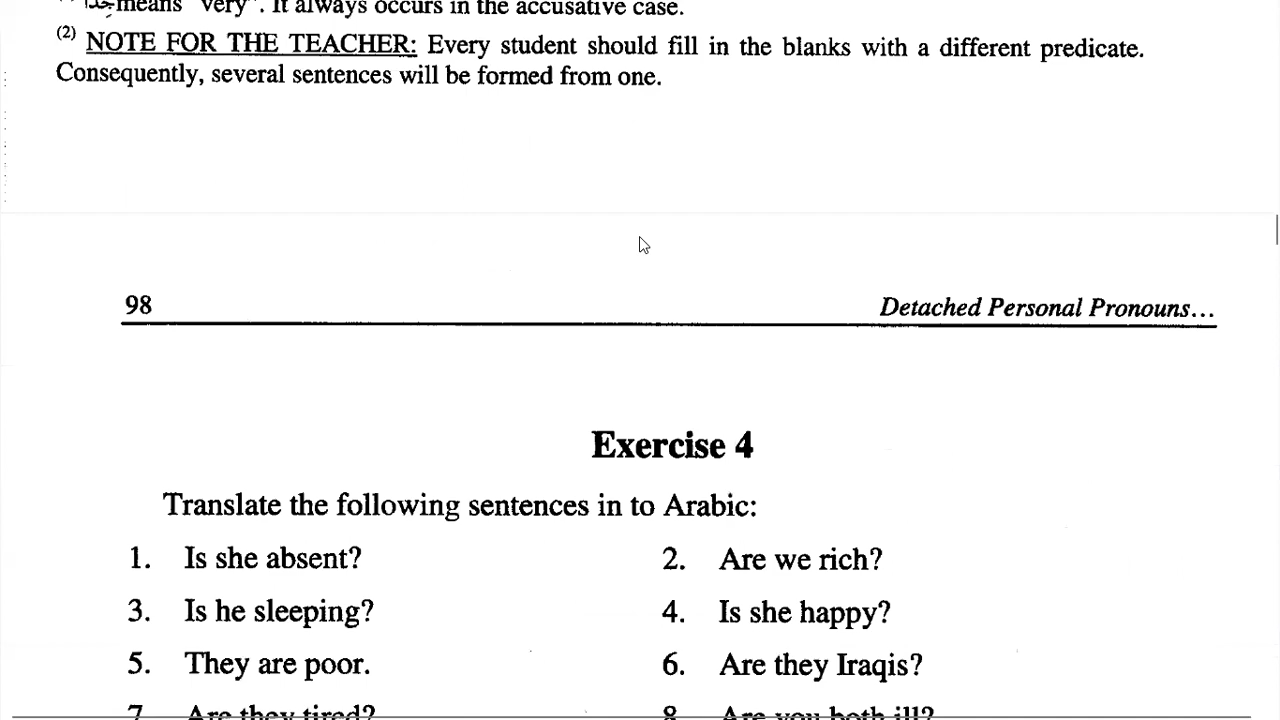 means "very". It always occurs in the accusative case.
(2) NOTE FOR THE TEACHER: Every student should fill in the blanks with a different predicate.
Consequently, several sentences will be formed from one.
98 Detached Personal Pronouns...
Exercise 4
Translate the following sentences in to Arabic:
1. Is she absent? 2. Are we rich?
3. Is he sleeping? 4. Is she happy?
5. They are poor. 6. Are they Iraqis?
7 Are they tired? 8 Are you both ill?